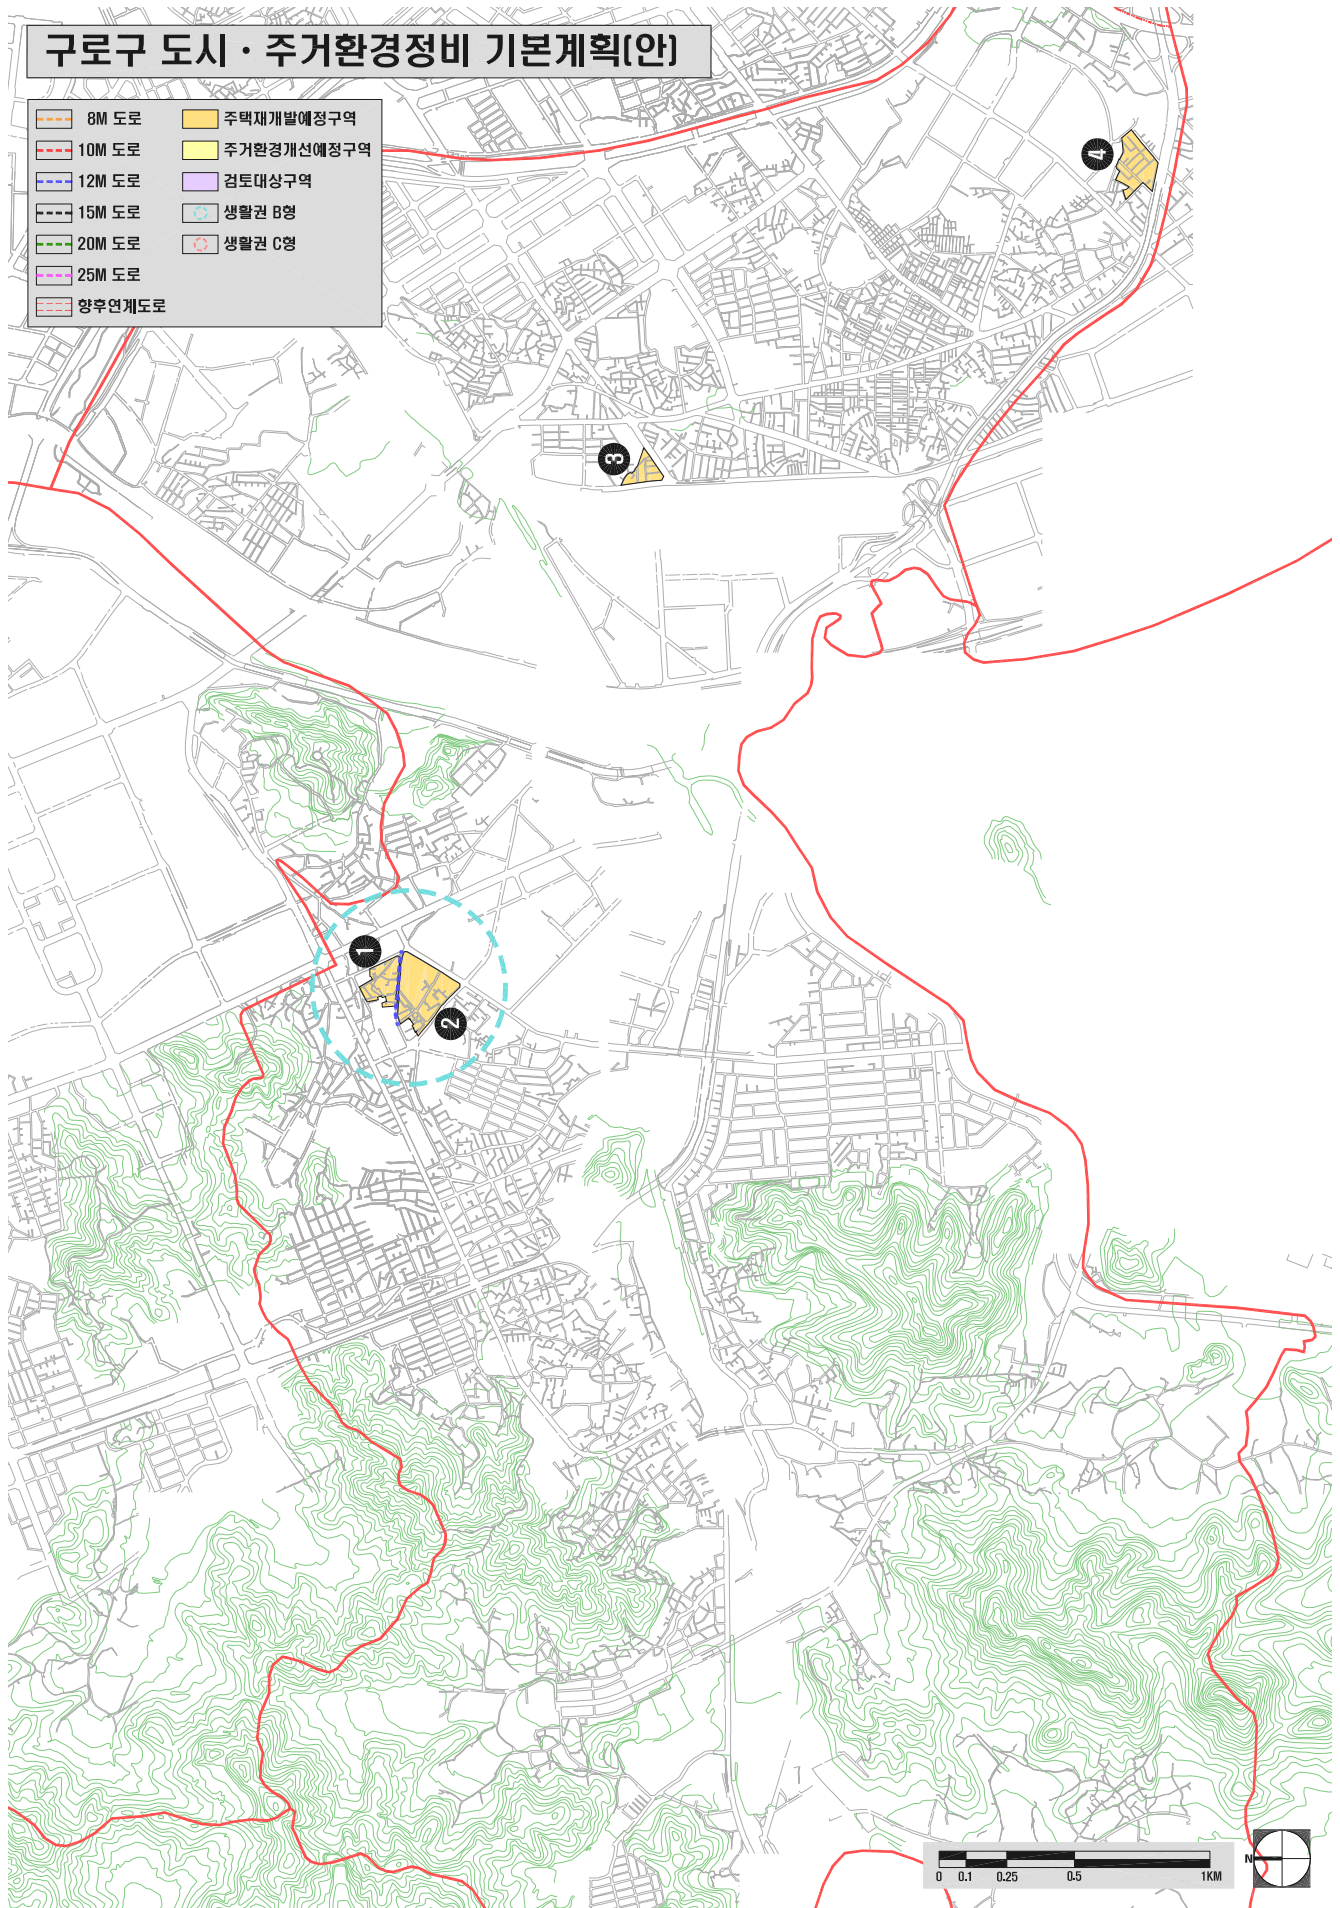 구로구 도시·주거환경정비 기본계획(안)
8M 도로
10M 도로
12M 도로
15M 도로
20M 도로
25M 도로
향후연계도로
주택재개발예정구역
주거환경개선예정구역
검토대상구역
생활권 B형
생활권 C형
4
3
1
2
0 0.1 0.25 0.5 1KM
N